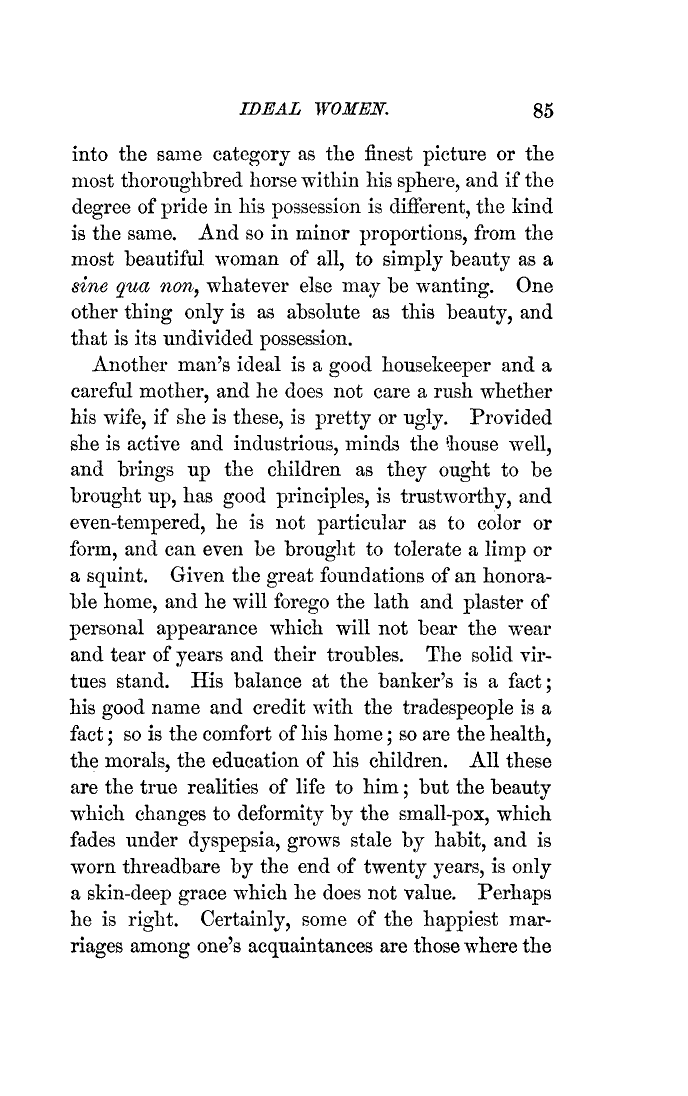 IDEAL WOMEN. 85
into the same category as the finest picture or the
most thoroughbred horse within his sphere, and if the
degree of pride in his possession is different, the kind
is the same. And so in minor proportions, from the
most beautiful woman of all, to simply beauty as a
sine qua non, whatever else may be wanting. One
other thing only is as absolute as this beauty, and
that is its undivided possession.
Another man's ideal is a good housekeeper and a
careful mother, and he does not care a rush whether
his wife, if she is these, is pretty or ugly. Provided
she is active and industrious, minds the house well,
and brings up the children as they ought to be
brought up, has good principles, is trustworthy, and
even-tempered, he is not particular as to color or
form, and can even be brought to tolerate a limp or
a squint. Given the great foundations of an honora-
ble home, and he will forego the lath and plaster of
personal appearance which will not bear the wear
and tear of years and their troubles. The solid vir-
tues stand. His balance at the banker's is a fact;
his good name and credit with the tradespeople is a
fact; so is the comfort of his home; so are the health,
the morals, the education of his children. All these
are the true realities of life to him; but the beauty
which changes to deformity by the small-pox, which
fades under dyspepsia, grows stale by habit, and is
worn threadbare by the end of twenty years, is only
a skin-deep grace which he does not value. Perhaps
he is right. Certainly, some of the happiest mar-
riages among one's acquaintances are those where the